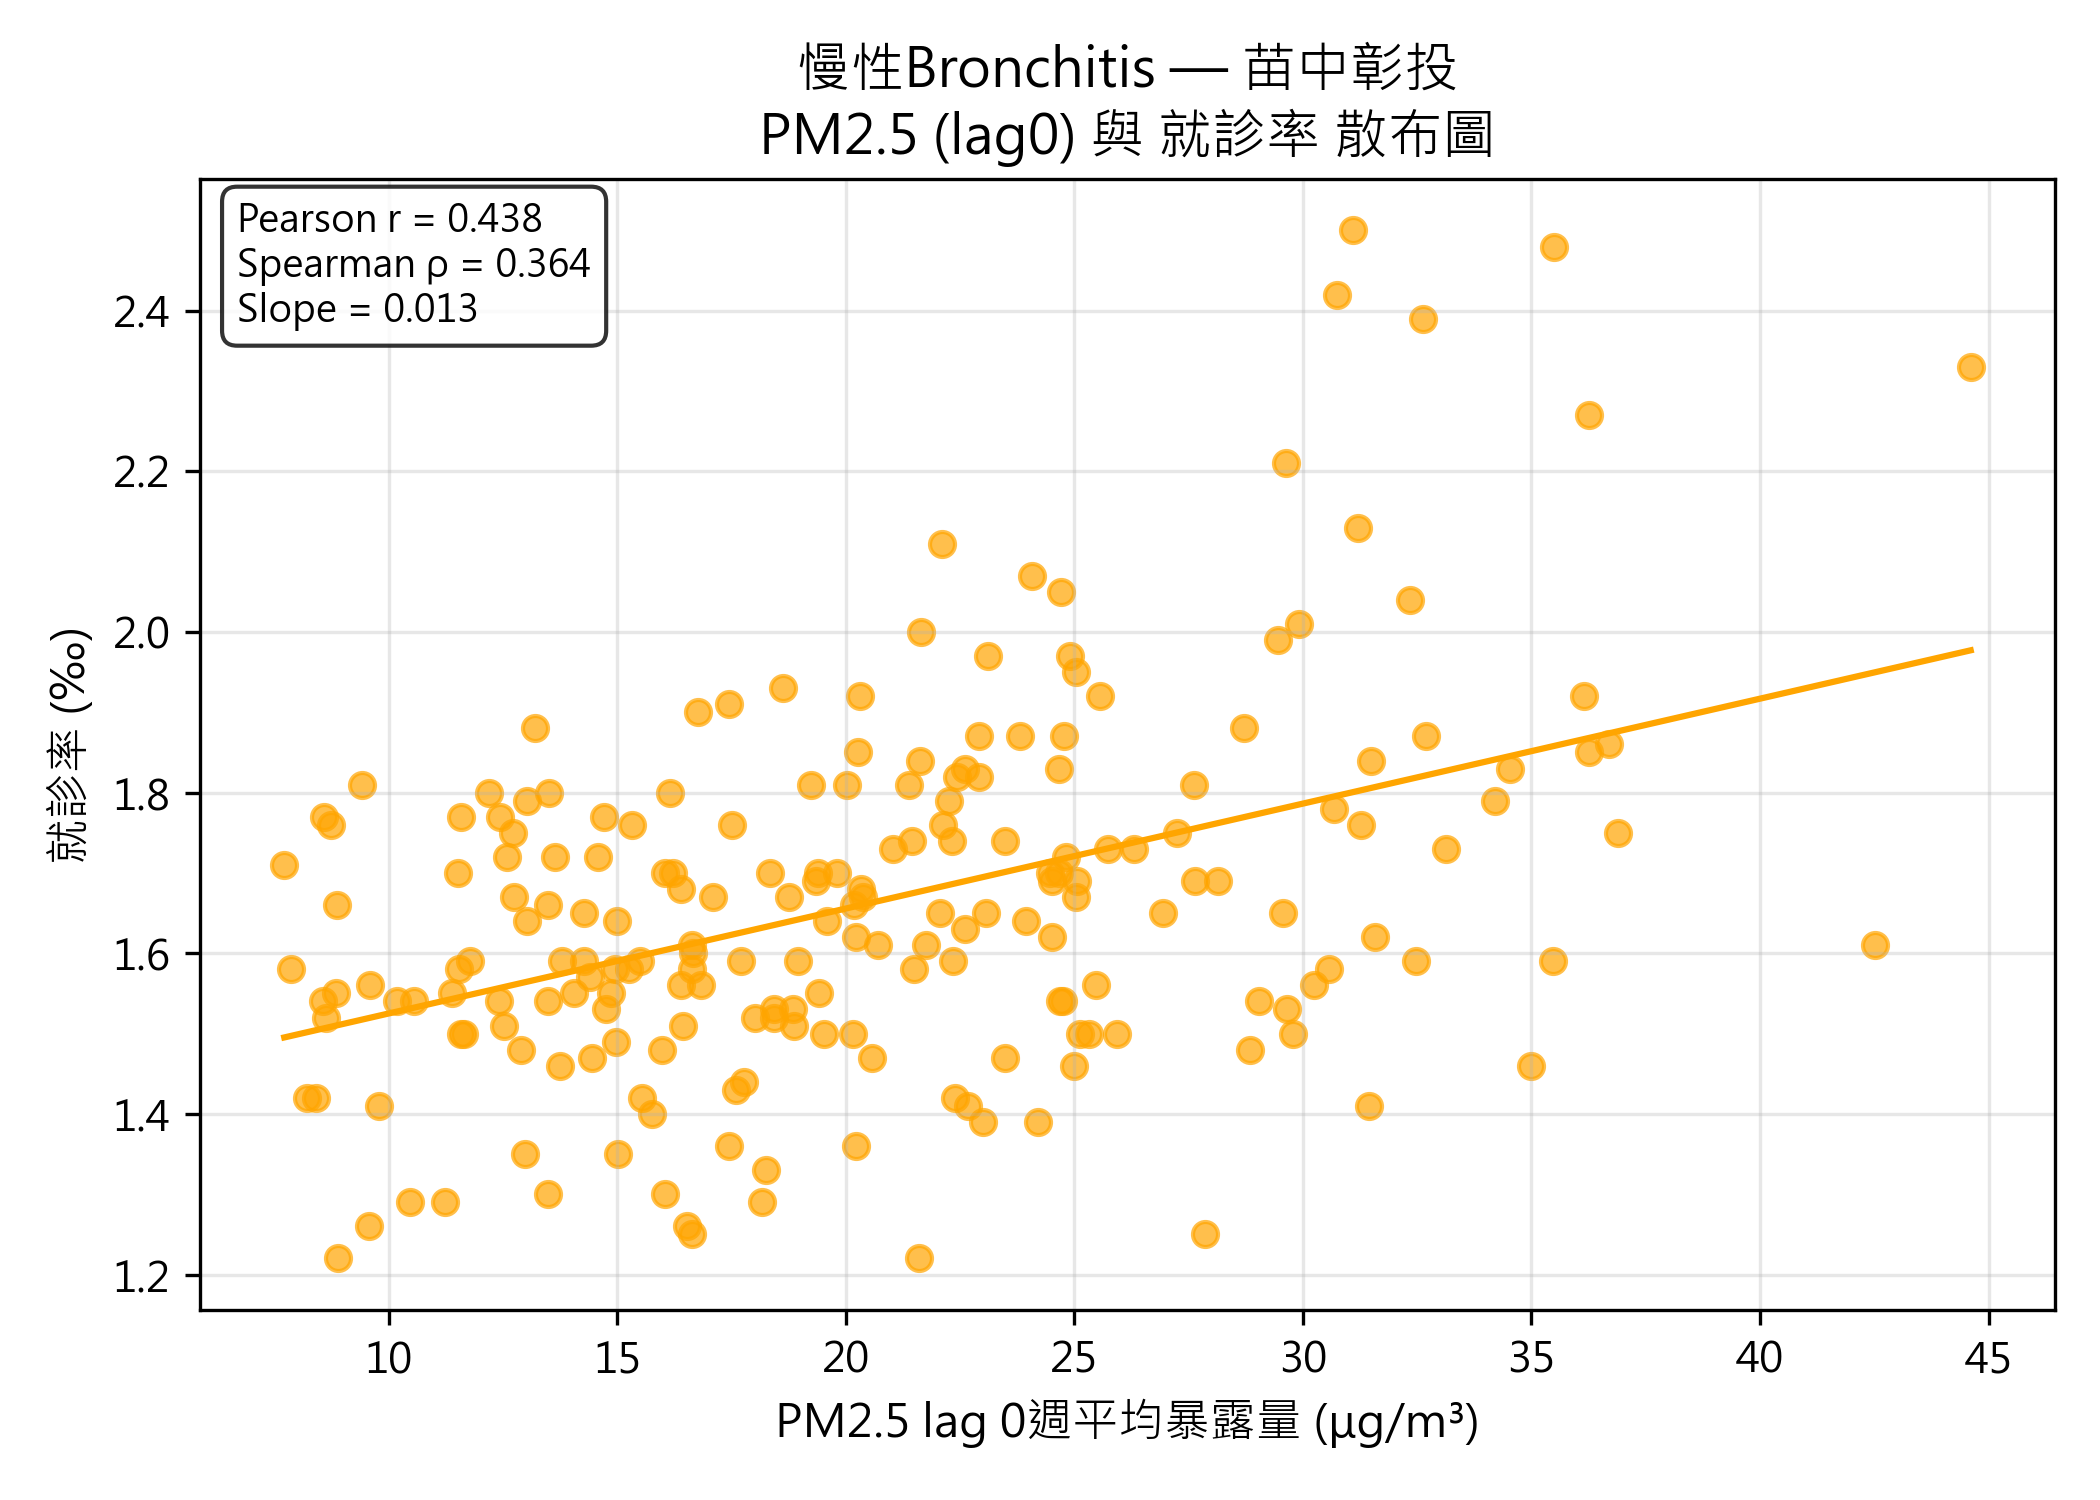 慢性Bronchitis — 苗中彰投
PM2.5 (lag0) 與 就診率 散布圖
Pearson r = 0.438
Spearman ρ = 0.364
Slope = 0.013
就診率 (‰)
2.4
2.2
2.0
1.8
1.6
1.4
1.2
10 15 20 25 30 35 40 45
PM2.5 lag 0週平均暴露量 (μg/m³)